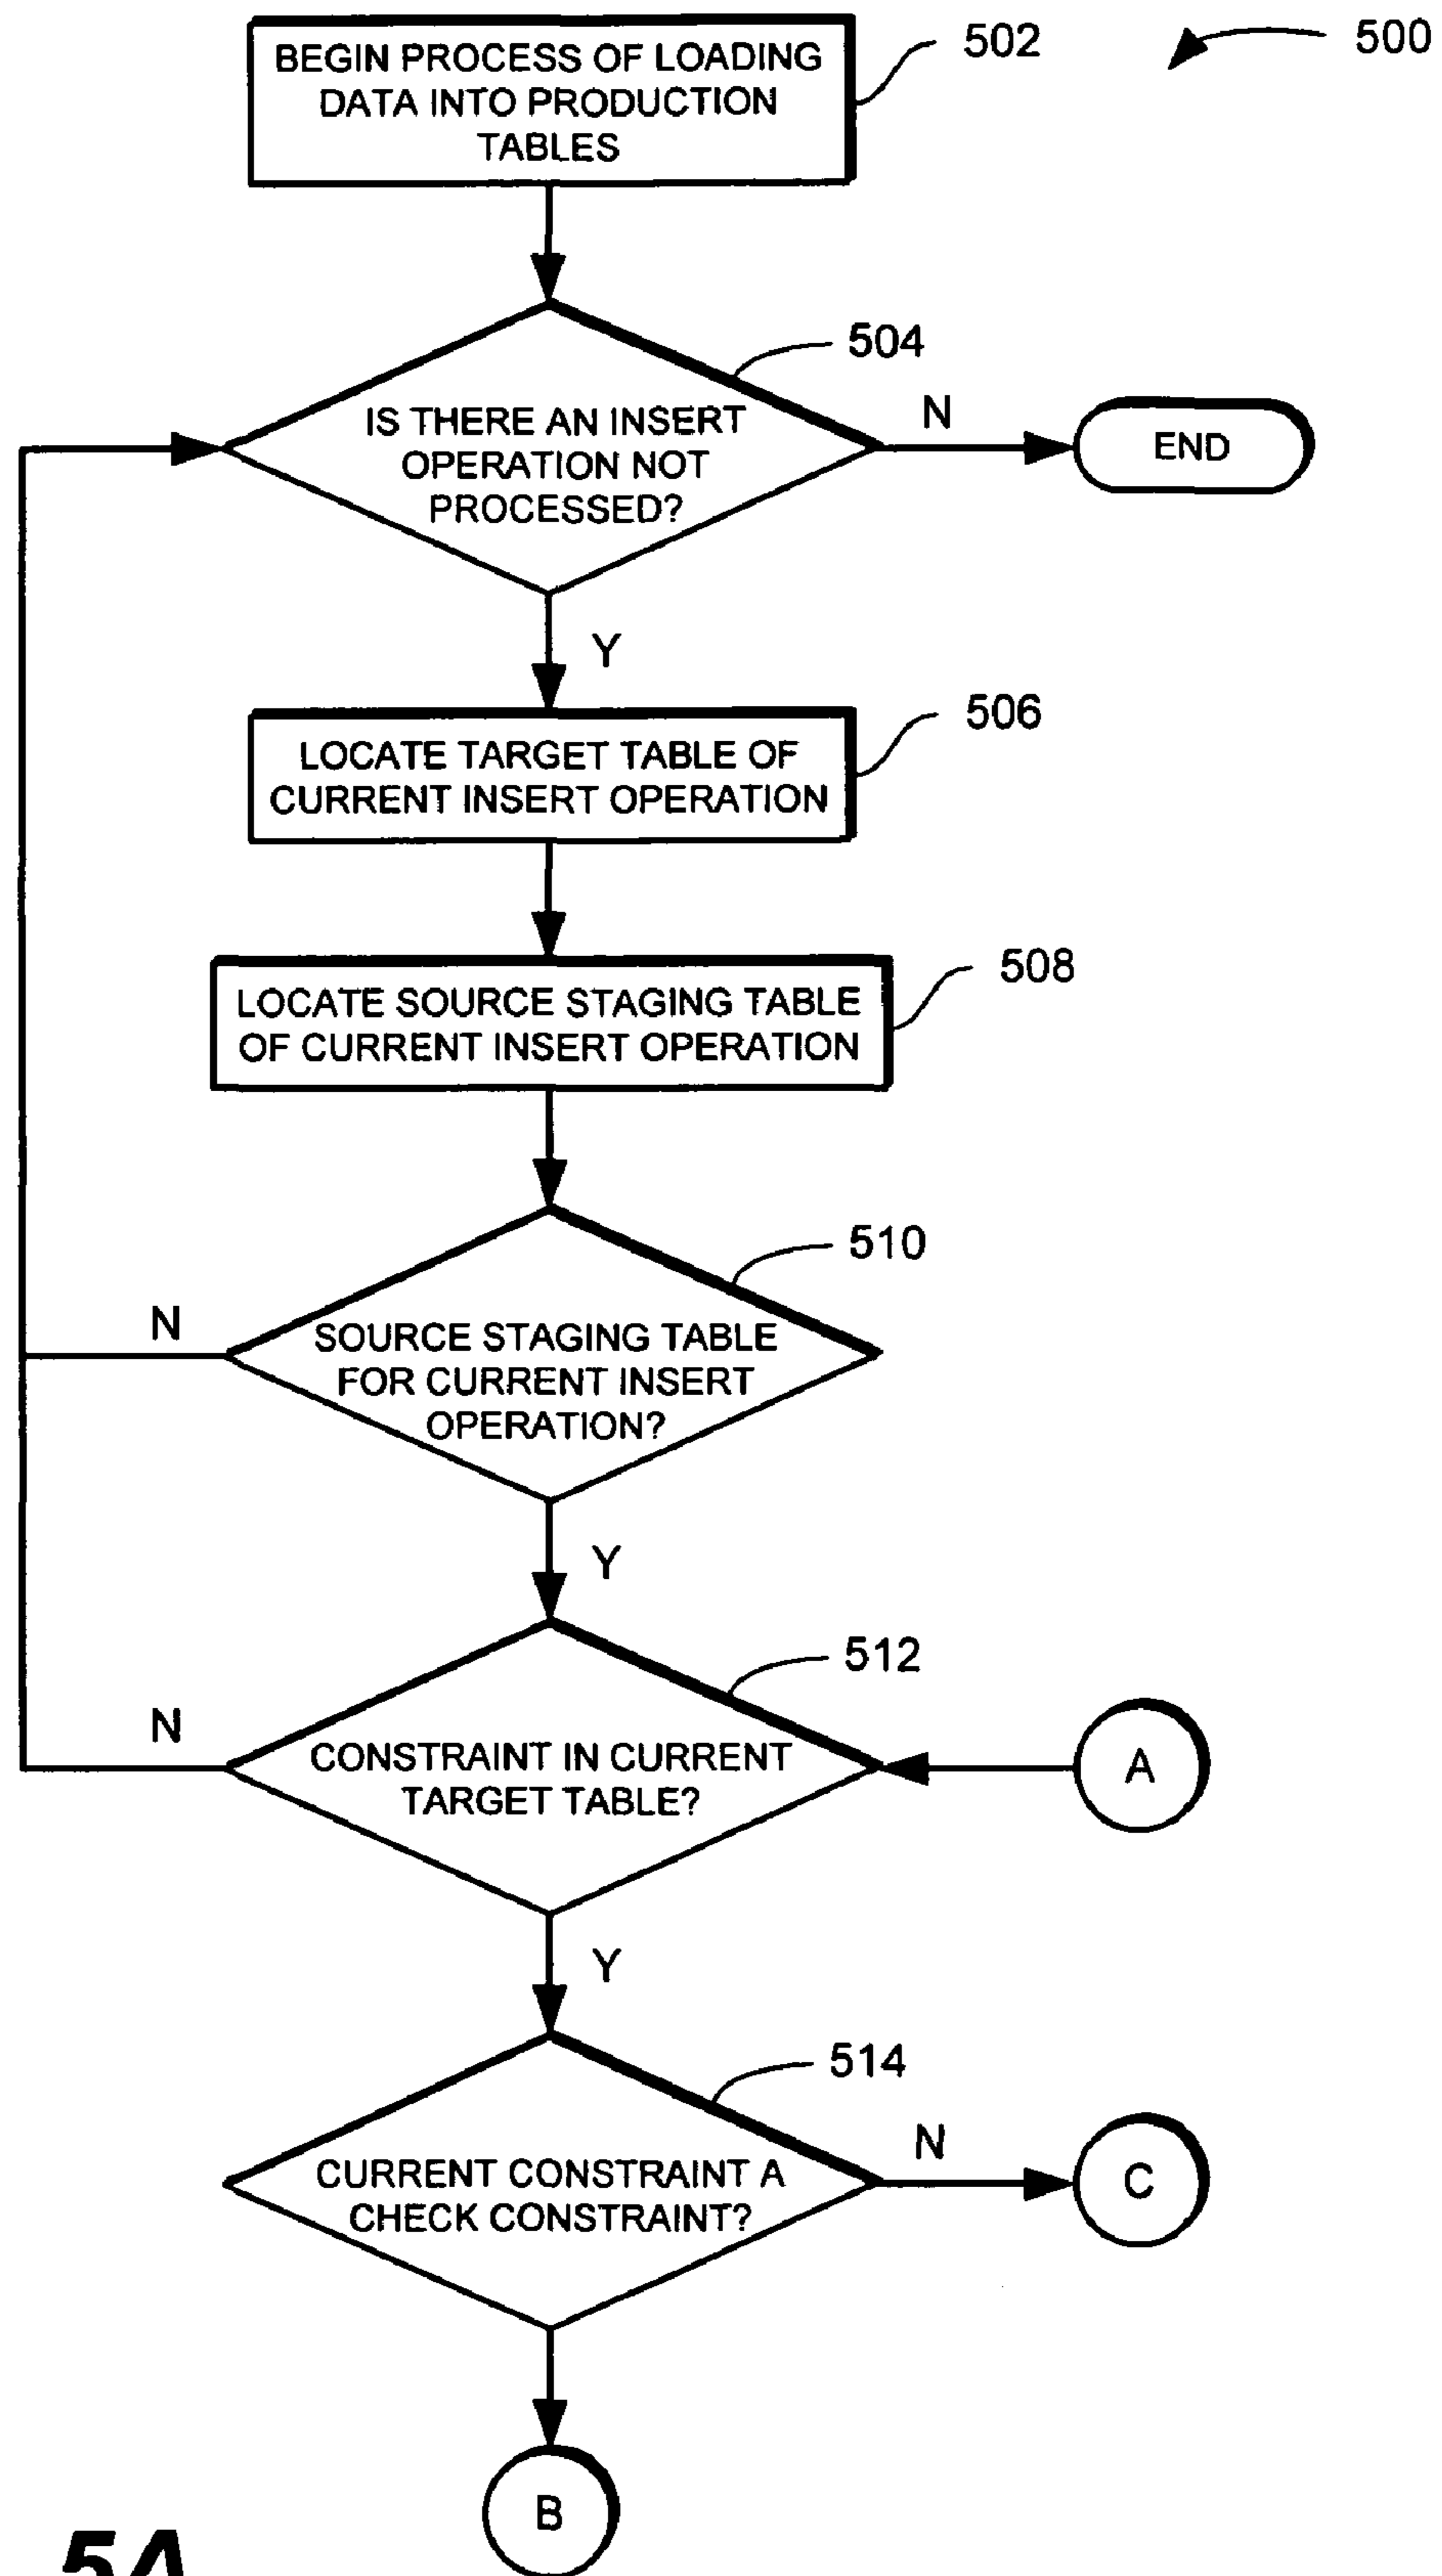 500
BEGIN PROCESS OF LOADING
DATA INTO PRODUCTION
TABLES
502
IS THERE AN INSERT
OPERATION NOT
PROCESSED?
504
N
END
Y
LOCATE TARGET TABLE OF
CURRENT INSERT OPERATION
506
LOCATE SOURCE STAGING TABLE
OF CURRENT INSERT OPERATION
508
SOURCE STAGING TABLE
FOR CURRENT INSERT
OPERATION?
510
N
Y
CONSTRAINT IN CURRENT
TARGET TABLE?
512
N
A
Y
CURRENT CONSTRAINT A
CHECK CONSTRAINT?
514
N
C
B
5A